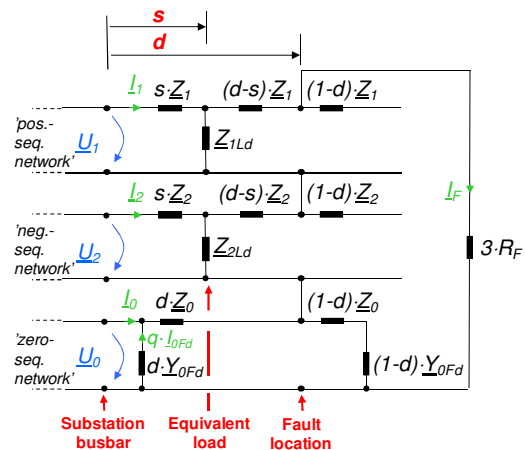 s
d
I1 s·Z1 (d-s)·Z1 (1-d)·Z1
'pos.-
seq.
network'
U1
Z1Ld
I2 s·Z2 (d-s)·Z2 (1-d)·Z2
IF
'neg.-
seq.
network'
U2
Z2Ld
3·RF
I0 d·Z0 (1-d)·Z0
'zero-
seq.
network'
U0
q·I0Fd
d·Y0Fd
(1-d)·Y0Fd
Substation
busbar
Equivalent
load
Fault
location